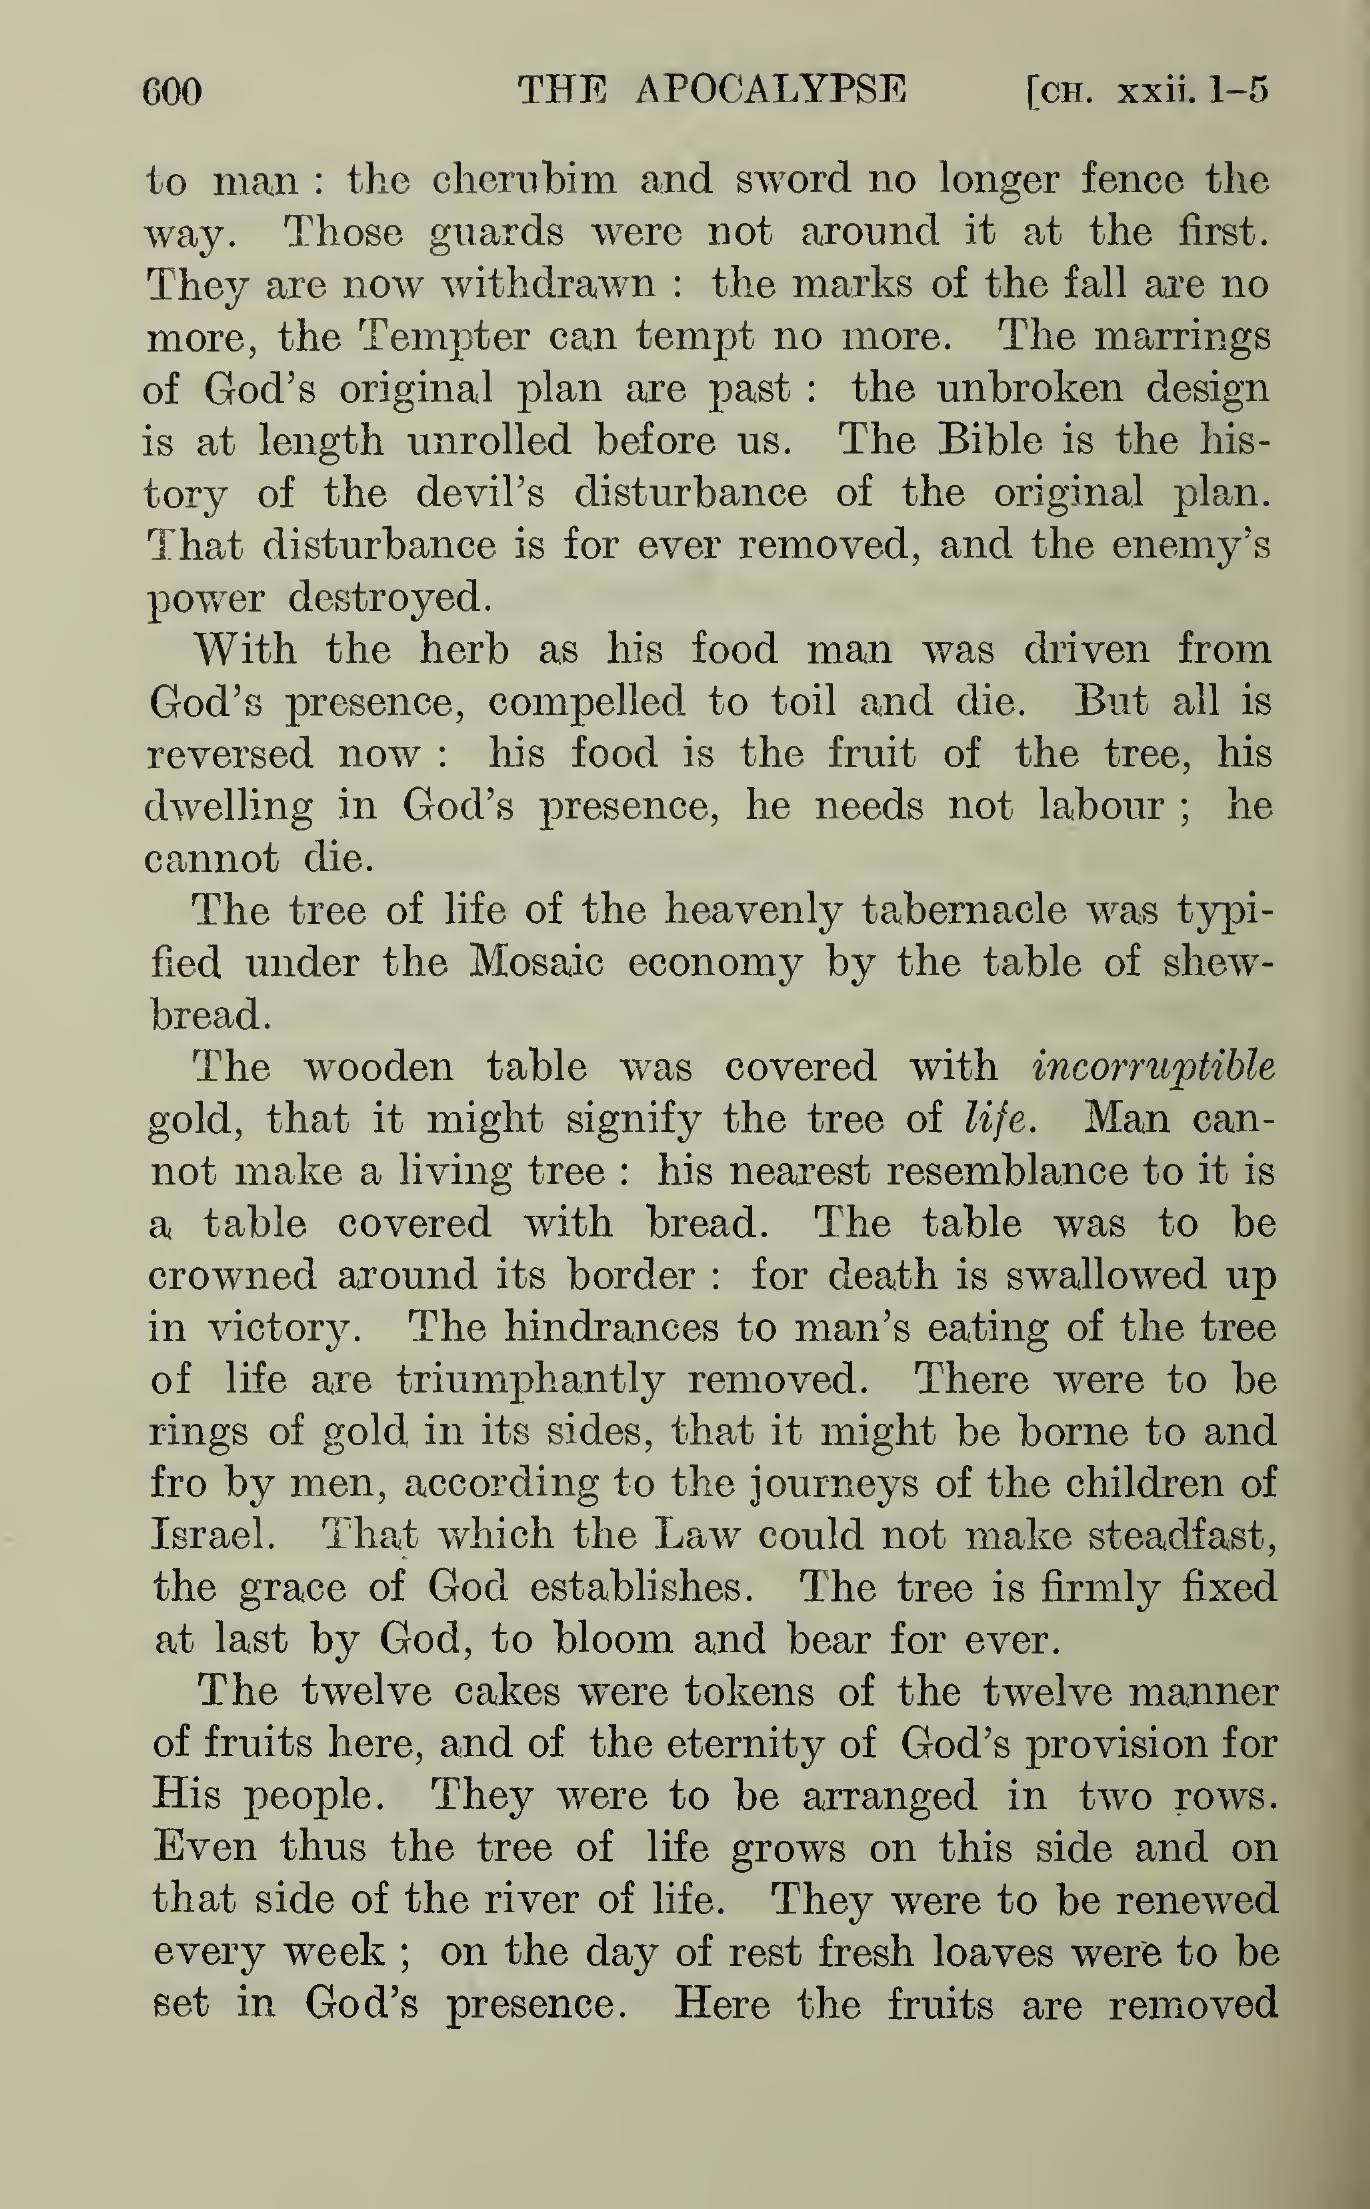 600 THE APOCALYPSE [CH. xxii. 1–5
to man : the cherubim and sword no longer fence the
way. Those guards were not around it at the first.
They are now withdrawn : the marks of the fall are no
more, the Tempter can tempt no more. The marrings
of God's original plan are past : the unbroken design
is at length unrolled before us. The Bible is the his-
tory of the devil's disturbance of the original plan.
That disturbance is for ever removed, and the enemy's
power destroyed.
With the herb as his food man was driven from
God's presence, compelled to toil and die. But all is
reversed now : his food is the fruit of the tree, his
dwelling in God's presence, he needs not labour ; he
cannot die.
The tree of life of the heavenly tabernacle was typi-
fied under the Mosaic economy by the table of shew-
bread.
The wooden table was covered with incorruptible
gold, that it might signify the tree of life. Man can-
not make a living tree : his nearest resemblance to it is
a table covered with bread. The table was to be
crowned around its border : for death is swallowed up
in victory. The hindrances to man's eating of the tree
of life are triumphantly removed. There were to be
rings of gold in its sides, that it might be borne to and
fro by men, according to the journeys of the children of
Israel. That which the Law could not make steadfast,
the grace of God establishes. The tree is firmly fixed
at last by God, to bloom and bear for ever.
The twelve cakes were tokens of the twelve manner
of fruits here, and of the eternity of God's provision for
His people. They were to be arranged in two rows.
Even thus the tree of life grows on this side and on
that side of the river of life. They were to be renewed
every week ; on the day of rest fresh loaves were to be
set in God's presence. Here the fruits are removed